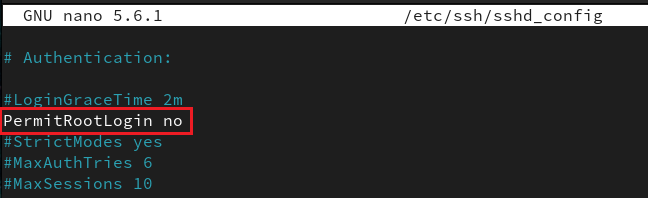 GNU nano 5.6.1 /etc/ssh/sshd_config
# Authentication:
#LoginGraceTime 2m
PermitRootLogin no
#StrictModes yes
#MaxAuthTries 6
#MaxSessions 10